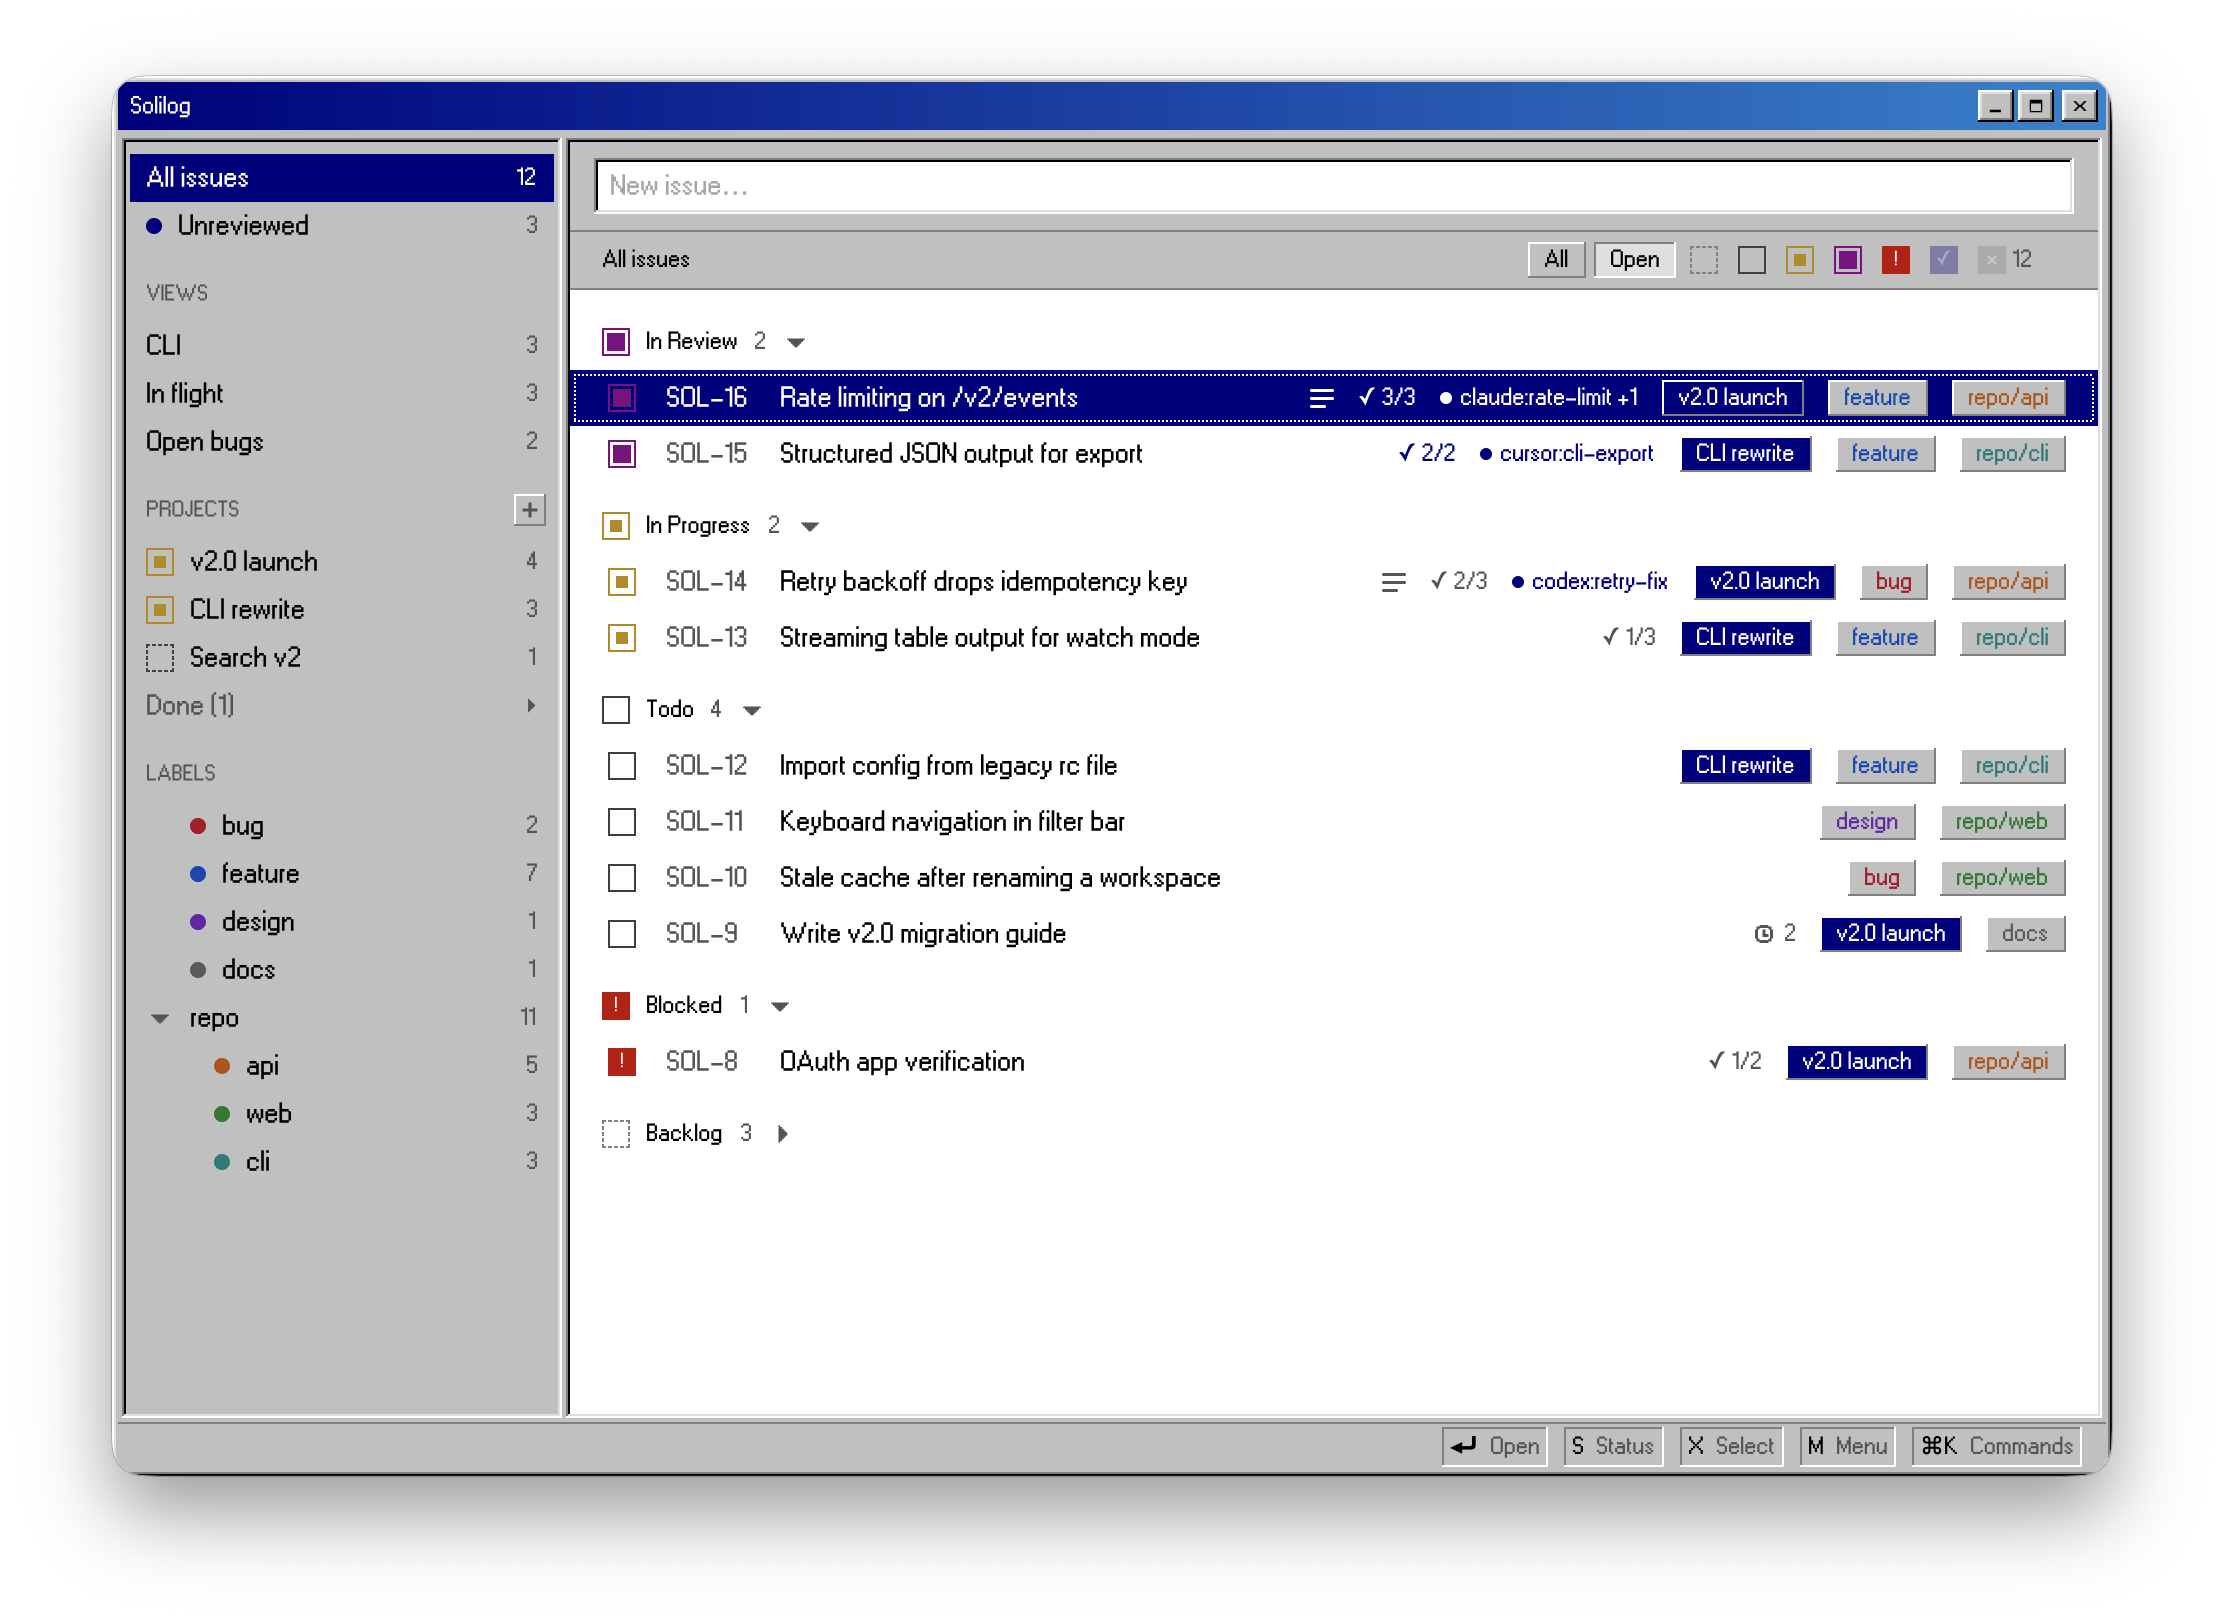 Solilog
All issues 12
Unreviewed 3
VIEWS
CLI 3
In flight 3
Open bugs 2
PROJECTS +
v2.0 launch 4
CLI rewrite 3
Search v2 1
Done (1)
LABELS
bug 2
feature 7
design 1
docs 1
repo 11
api 5
web 3
cli 3
New issue...
All issues All Open ! ✓ × 12
In Review 2
SOL-16 Rate limiting on /v2/events ✓ 3/3 claude:rate-limit +1 v2.0 launch feature repo/api
SOL-15 Structured JSON output for export ✓ 2/2 cursor:cli-export CLI rewrite feature repo/cli
In Progress 2
SOL-14 Retry backoff drops idempotency key ✓ 2/3 codex:retry-fix v2.0 launch bug repo/api
SOL-13 Streaming table output for watch mode ✓ 1/3 CLI rewrite feature repo/cli
Todo 4
SOL-12 Import config from legacy rc file CLI rewrite feature repo/cli
SOL-11 Keyboard navigation in filter bar design repo/web
SOL-10 Stale cache after renaming a workspace bug repo/web
SOL-9 Write v2.0 migration guide 2 v2.0 launch docs
! Blocked 1
! SOL-8 OAuth app verification ✓ 1/2 v2.0 launch repo/api
Backlog 3
↵ Open S Status X Select M Menu ⌘K Commands